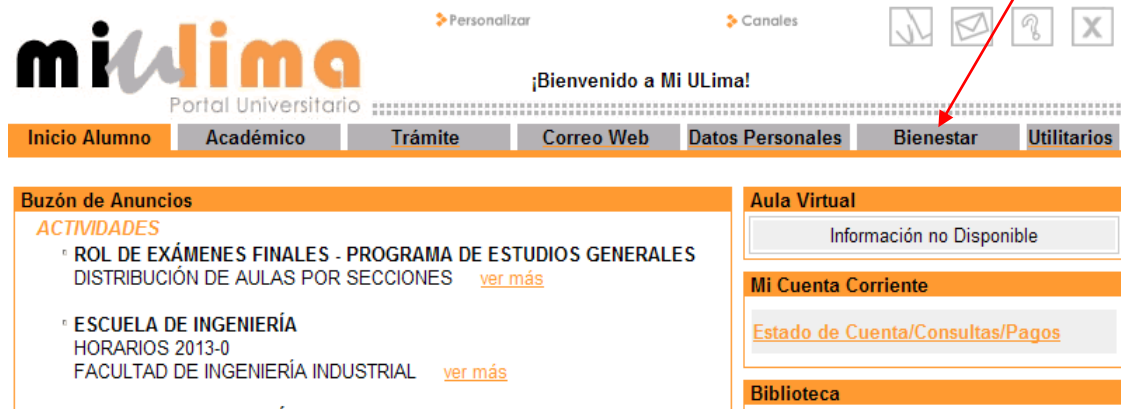 Personalizar
Canales
miulima
Portal Universitario
¡Bienvenido a Mi ULima!
Inicio Alumno Académico Trámite Correo Web Datos Personales Bienestar Utilitarios
Buzón de Anuncios
ACTIVIDADES
ROL DE EXÁMENES FINALES - PROGRAMA DE ESTUDIOS GENERALES
DISTRIBUCIÓN DE AULAS POR SECCIONES ver más
ESCUELA DE INGENIERÍA
HORARIOS 2013-0
FACULTAD DE INGENIERÍA INDUSTRIAL ver más
Aula Virtual
Información no Disponible
Mi Cuenta Corriente
Estado de Cuenta/Consultas/Pagos
Biblioteca